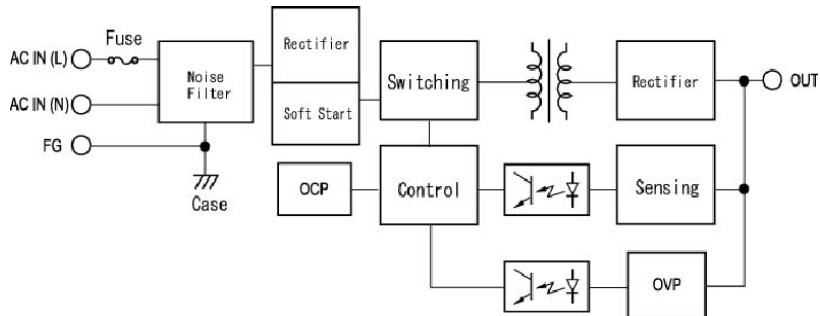 Fuse
AC IN (L)
AC IN (N)
FG
Noise
Filter
Case
Rectifier
Soft Start
Switching
Rectifier
OUT
OCP
Control
Sensing
OVP